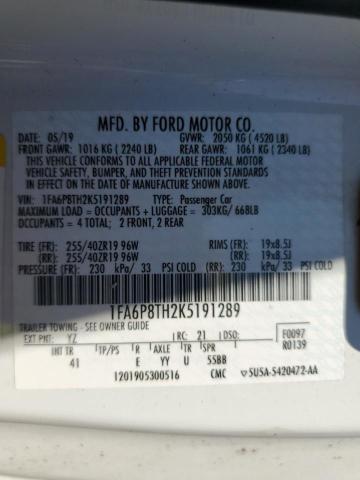 MFD. BY FORD MOTOR CO.
DATE: 05/19 GVWR: 2050 KG (4520 LB)
FRONT GAWR: 1016 KG (2240 LB) REAR GAWR: 1061 KG (2340 LB)
THIS VEHICLE CONFORMS TO ALL APPLICABLE FEDERAL MOTOR
VEHICLE SAFETY, BUMPER, AND THEFT PREVENTION STANDARDS
IN EFFECT ON THE DATE OF MANUFACTURE SHOWN ABOVE.
VIN: 1FA6P8TH2K5191289 TYPE: Passenger Car
MAXIMUM LOAD = OCCUPANTS + LUGGAGE = 303KG/ 668LB
OCCUPANTS = 4 TOTAL; 2 FRONT, 2 REAR
TIRE (FR): 255/40ZR19 96W RIMS (FR): 19x8.5J
(RR): 255/40ZR19 96W (RR): 19x8.5J
PRESSURE (FR): 230 kPa/ 33 PSI COLD (RR): 230 kPa/ 33 PSI COLD
1FA6P8TH2K5191289
TRAILER TOWING - SEE OWNER GUIDE
EXT PNT: YZ RC: 21 DSO: F0097
R0139
INT TR TP/PS R AXLE TR SPR
41 E YY U 55BB
1201905300516 CMC ▽5U5A-5420472-AA